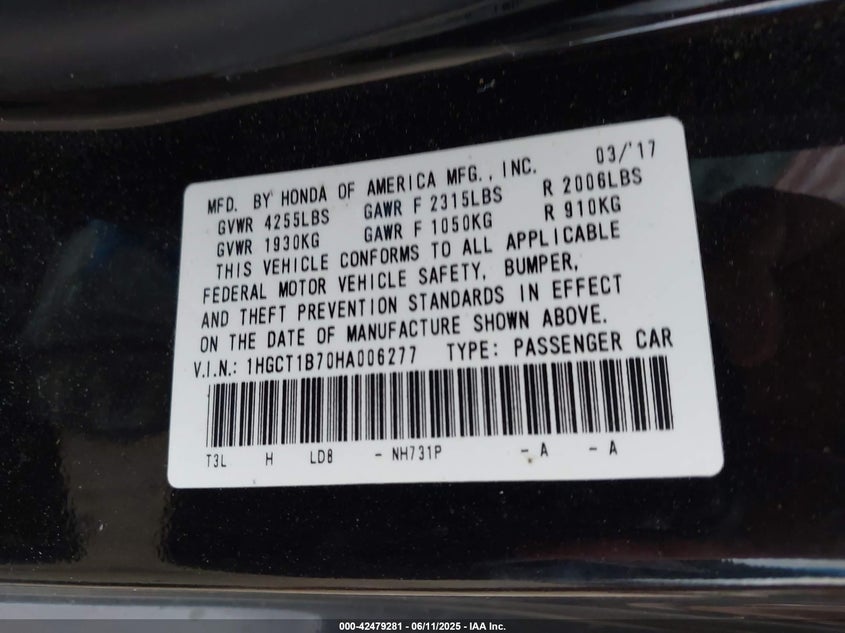 MFD. BY HONDA OF AMERICA MFG., INC. 03/'17
GVWR 4255LBS GAWR F 2315LBS R 2006LBS
GVWR 1930KG GAWR F 1050KG R 910KG
THIS VEHICLE CONFORMS TO ALL APPLICABLE
FEDERAL MOTOR VEHICLE SAFETY, BUMPER,
AND THEFT PREVENTION STANDARDS IN EFFECT
ON THE DATE OF MANUFACTURE SHOWN ABOVE.
V.I.N.: 1HGCT1B70HA006277 TYPE: PASSENGER CAR
T3L H LD8 - NH731P - A - A
000-42479281 - 06/11/2025 - IAA Inc.